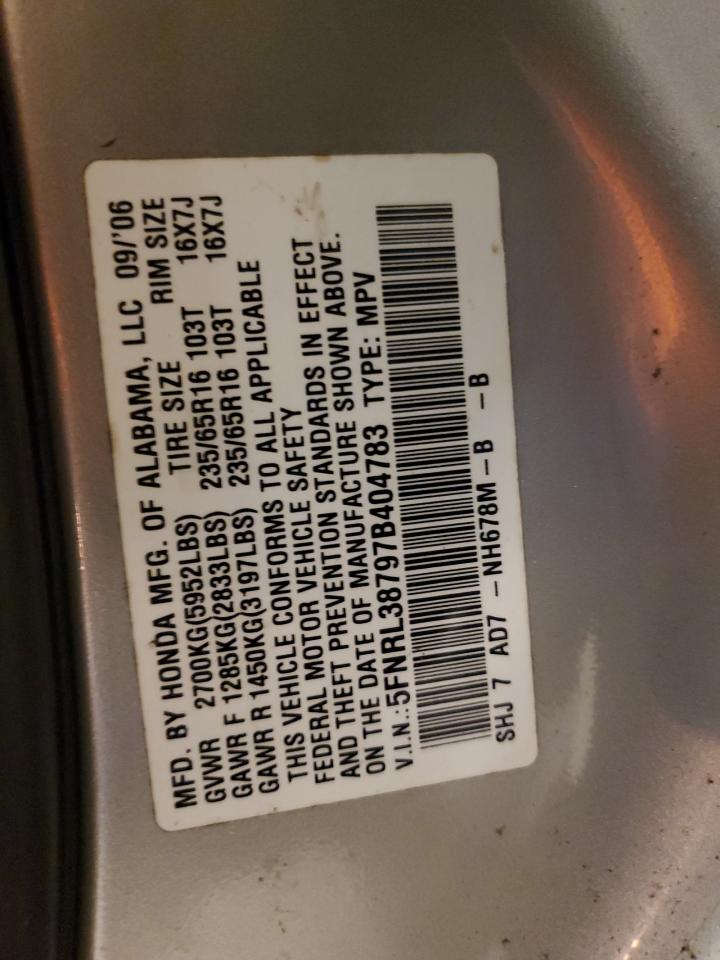 MFD. BY HONDA MFG. OF ALABAMA, LLC 09/'06
TIRE SIZE RIM SIZE
GVWR 2700KG(5952LBS)
GAWR F 1285KG(2833LBS) 235/65R16 103T 16X7J
GAWR R 1450KG(3197LBS) 235/65R16 103T 16X7J
THIS VEHICLE CONFORMS TO ALL APPLICABLE
FEDERAL MOTOR VEHICLE SAFETY
AND THEFT PREVENTION STANDARDS IN EFFECT
ON THE DATE OF MANUFACTURE SHOWN ABOVE.
V.I.N.:5FNRL38797B404783 TYPE: MPV
SHJ 7 AD7 -NH678M-B -B